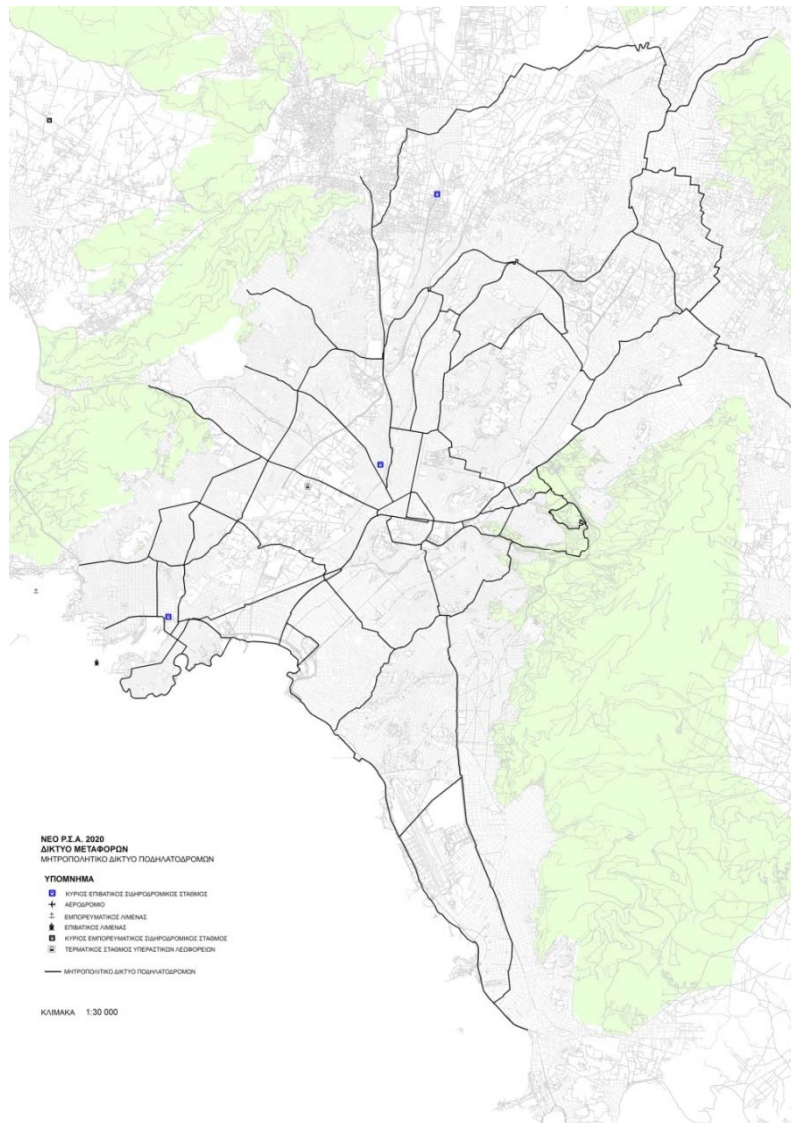 ΝΕΟ Ρ.Σ.Α. 2020
ΔΙΚΤΥΟ ΜΕΤΑΦΟΡΩΝ
ΜΗΤΡΟΠΟΛΗΤΙΚΟ ΔΙΚΤΥΟ ΠΟΔΗΛΑΤΟΔΡΟΜΩΝ
ΥΠΟΜΝΗΜΑ
ΚΥΡΙΟΣ ΕΠΙΒΑΤΙΚΟΣ ΣΙΔΗΡΟΔΡΟΜΙΚΟΣ ΣΤΑΘΜΟΣ
ΑΕΡΟΔΡΟΜΙΟ
ΕΜΠΟΡΕΥΜΑΤΙΚΟΣ ΛΙΜΕΝΑΣ
ΕΠΙΒΑΤΙΚΟΣ ΛΙΜΕΝΑΣ
ΚΥΡΙΟΣ ΕΜΠΟΡΕΥΜΑΤΙΚΟΣ ΣΙΔΗΡΟΔΡΟΜΙΚΟΣ ΣΤΑΘΜΟΣ
ΤΕΡΜΑΤΙΚΟΣ ΣΤΑΘΜΟΣ ΥΠΕΡΑΣΤΙΚΩΝ ΛΕΩΦΟΡΕΙΩΝ
ΜΗΤΡΟΠΟΛΙΤΙΚΟ ΔΙΚΤΥΟ ΠΟΔΗΛΑΤΟΔΡΟΜΩΝ
ΚΛΙΜΑΚΑ 1:30 000